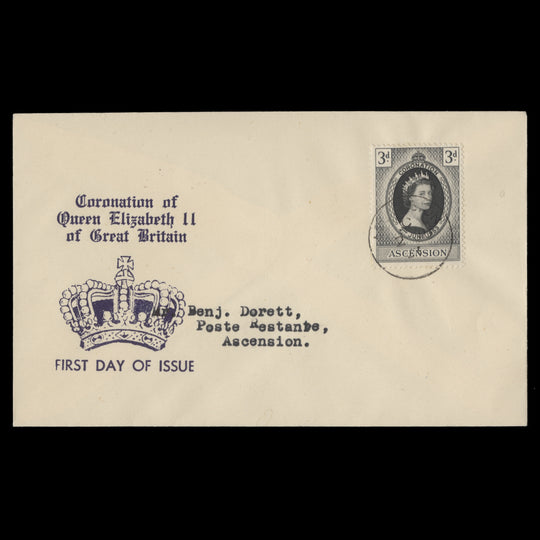 Coronation of
Queen Elizabeth II
of Great Britain
FIRST DAY OF ISSUE
Benj. Dorett,
Poste Restante,
Ascension.
3d 3d
CORONATION
ASCENSION